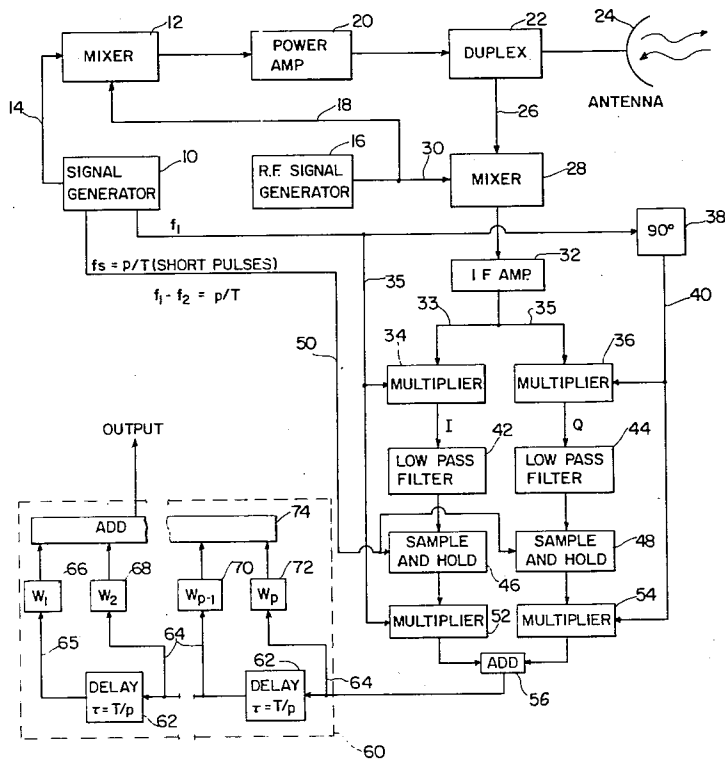 12
20
22
24
MIXER
POWER
AMP
DUPLEX
ANTENNA
14
18
26
10
16
30
28
SIGNAL
GENERATOR
R.F. SIGNAL
GENERATOR
MIXER
38
f₁
90°
fs = p/T (SHORT PULSES)
f₁ - f₂ = p/T
32
I F AMP.
35
40
33
35
50
34
36
MULTIPLIER
MULTIPLIER
I
Q
42
44
OUTPUT
LOW PASS
FILTER
LOW PASS
FILTER
74
ADD
SAMPLE
AND HOLD
SAMPLE
AND HOLD
48
46
66
68
70
72
W₁
W₂
Wp-1
Wp
54
52
MULTIPLIER
MULTIPLIER
65
64
62
64
ADD
56
DELAY
τ = T/p
62
DELAY
τ = T/p
60